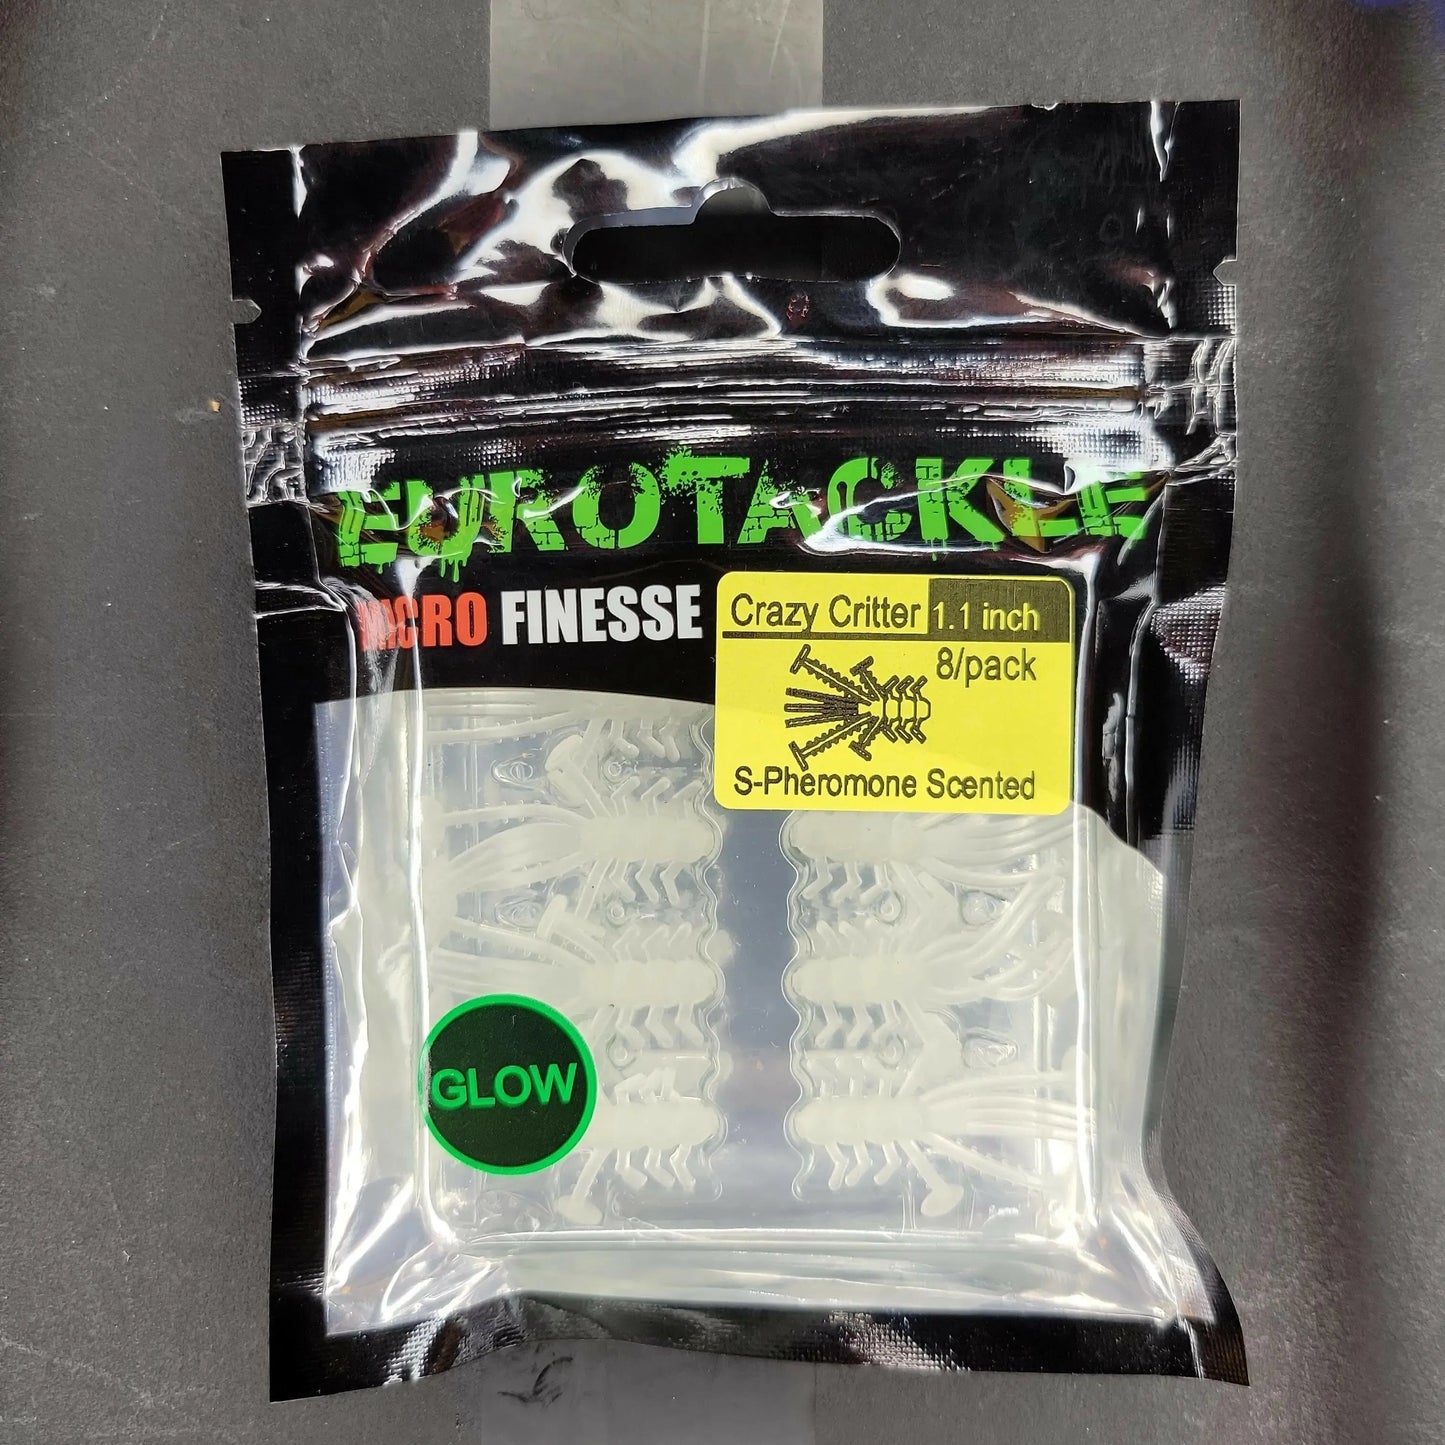 EUROTACKLE
MICRO FINESSE
Crazy Critter 1.1 inch
8/pack
S-Pheromone Scented
GLOW